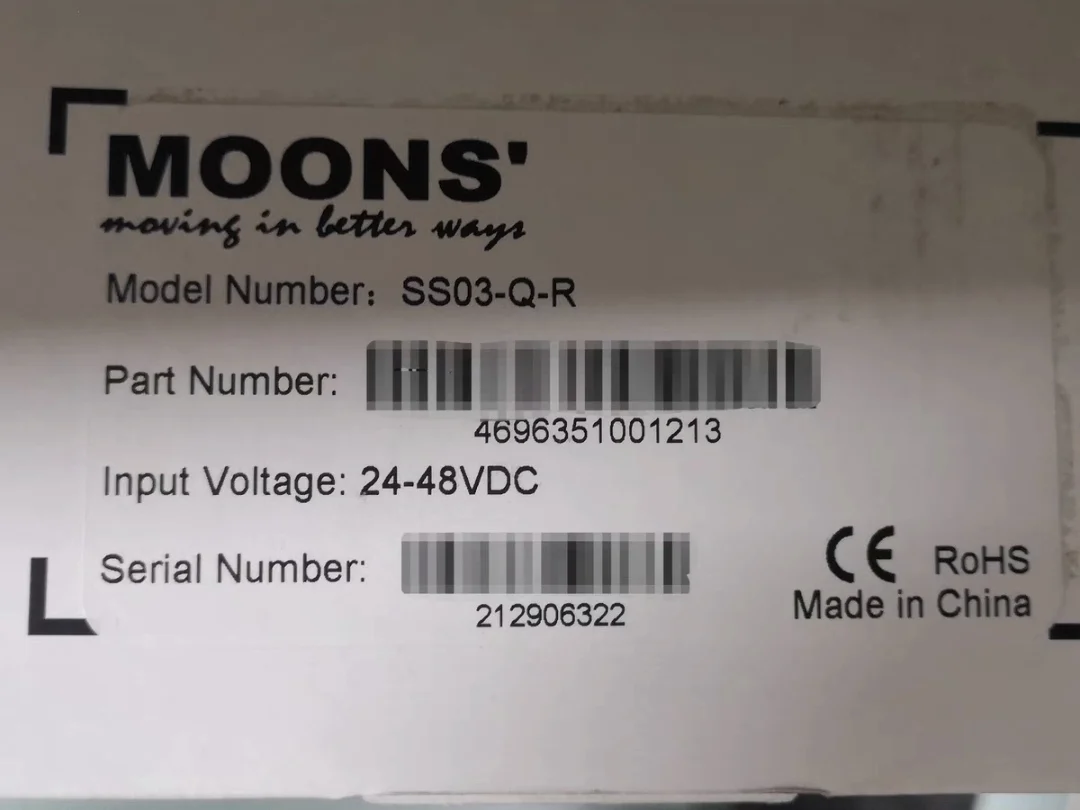 MOONS'
moving in better ways
Model Number: SS03-Q-R
Part Number:
4696351001213
Input Voltage: 24-48VDC
Serial Number:
212906322
CE RoHS
Made in China